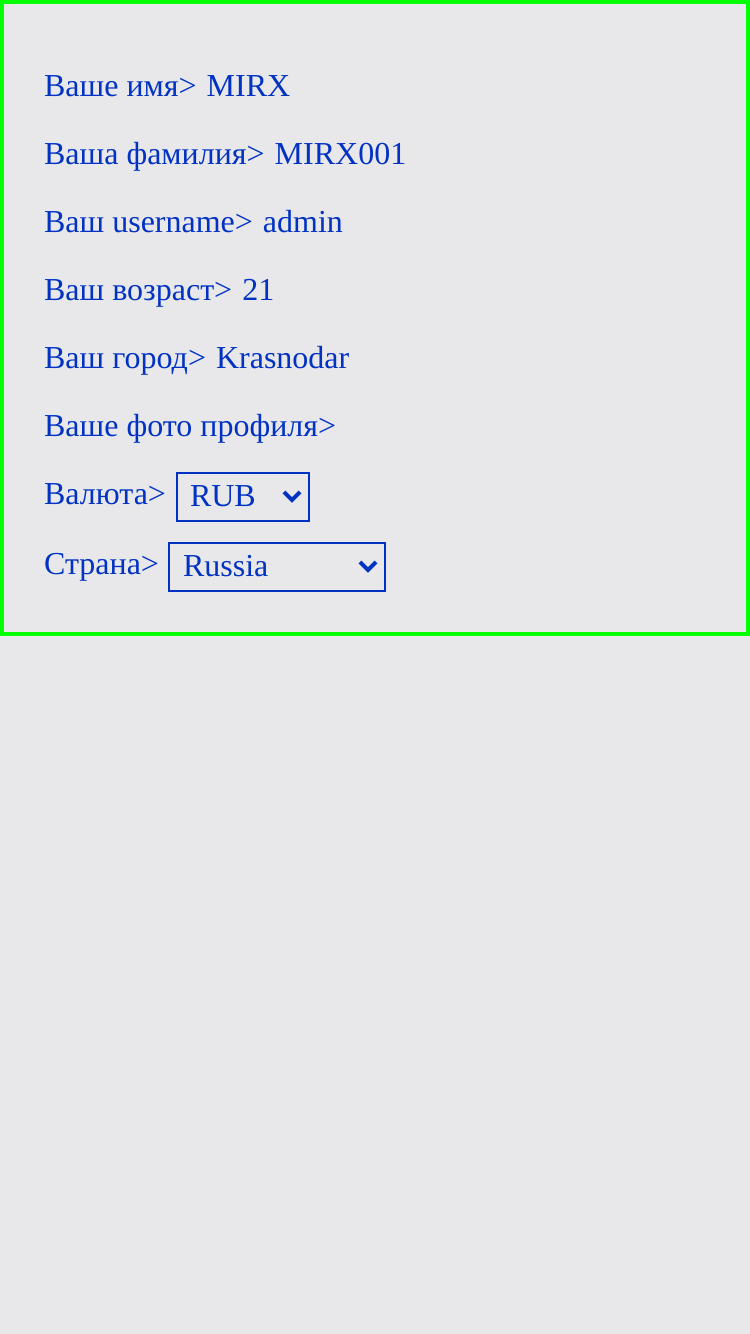 Ваше имя> MIRX
Ваша фамилия> MIRX001
Ваш username> admin
Ваш возраст> 21
Ваш город> Krasnodar
Ваше фото профиля>
Валюта> RUB
Страна> Russia